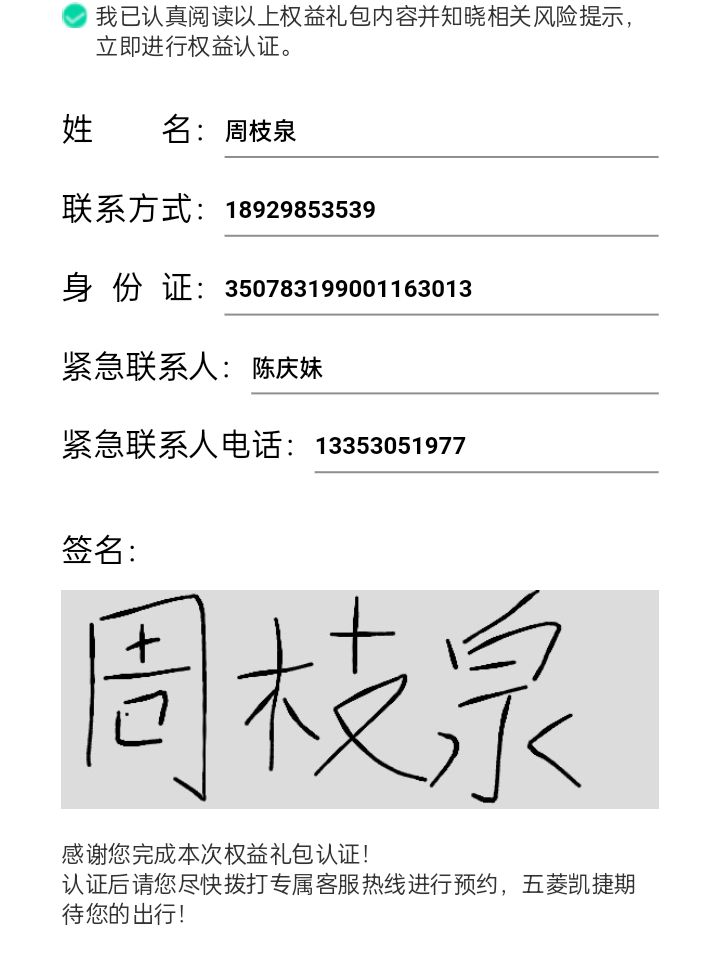 我已认真阅读以上权益礼包内容并知晓相关风险提示，
立即进行权益认证。
姓名：周枝泉
联系方式：18929853539
身份证：350783199001163013
紧急联系人：陈庆妹
紧急联系人电话：13353051977
签名：
周枝泉
感谢您完成本次权益礼包认证！
认证后请您尽快拨打专属客服热线进行预约，五菱凯捷期
待您的出行！